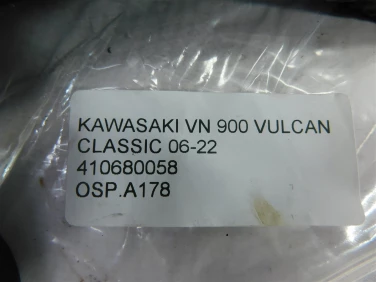 KAWASAKI VN 900 VULCAN
CLASSIC 06-22
410680058
OSP.A178